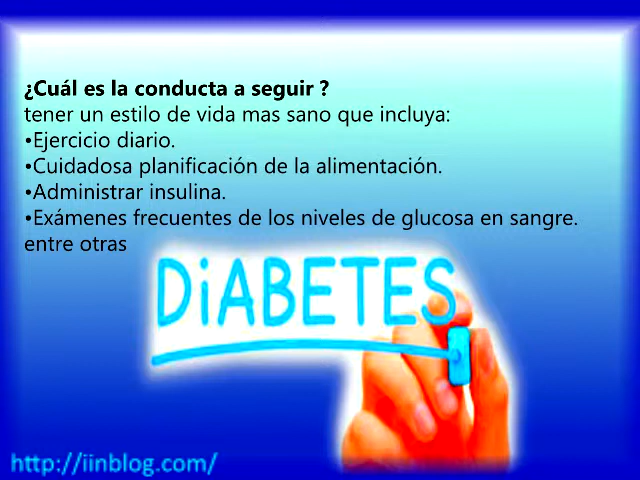 ¿Cuál es la conducta a seguir ?
tener un estilo de vida mas sano que incluya:
•Ejercicio diario.
•Cuidadosa planificación de la alimentación.
•Administrar insulina.
•Exámenes frecuentes de los niveles de glucosa en sangre.
entre otras
DiABETES
http://iinblog.com/